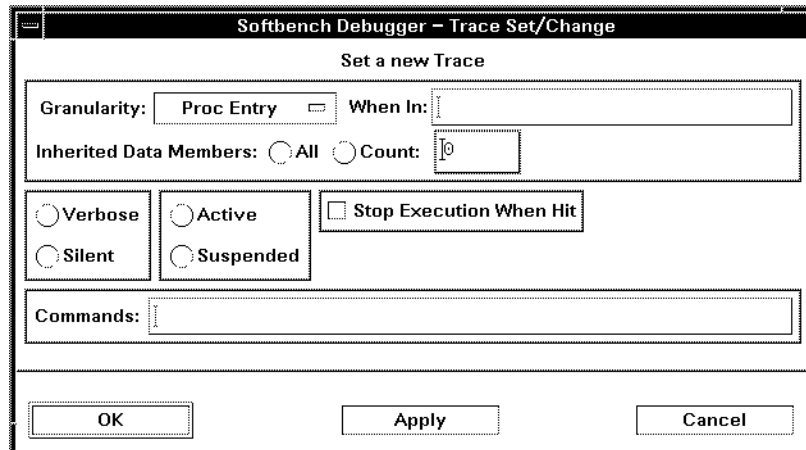 Softbench Debugger – Trace Set/Change
Set a new Trace
Granularity: Proc Entry When In:
Inherited Data Members: All Count: 0
Verbose Active Stop Execution When Hit
Silent Suspended
Commands:
OK Apply Cancel